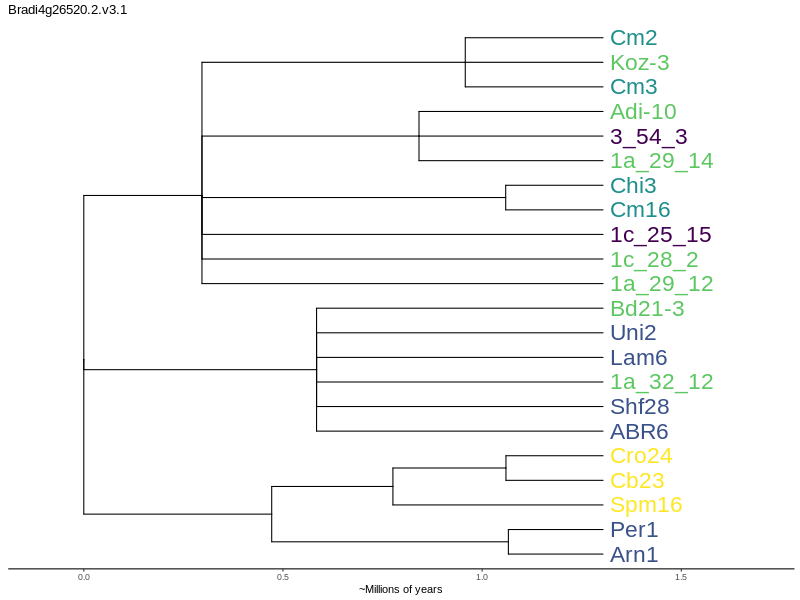 Bradi4g26520.2.v3.1
Cm2
Koz-3
Cm3
Adi-10
3_54_3
1a_29_14
Chi3
Cm16
1c_25_15
1c_28_2
1a_29_12
Bd21-3
Uni2
Lam6
1a_32_12
Shf28
ABR6
Cro24
Cb23
Spm16
Per1
Arn1
0.0 0.5 1.0 1.5
~Millions of years